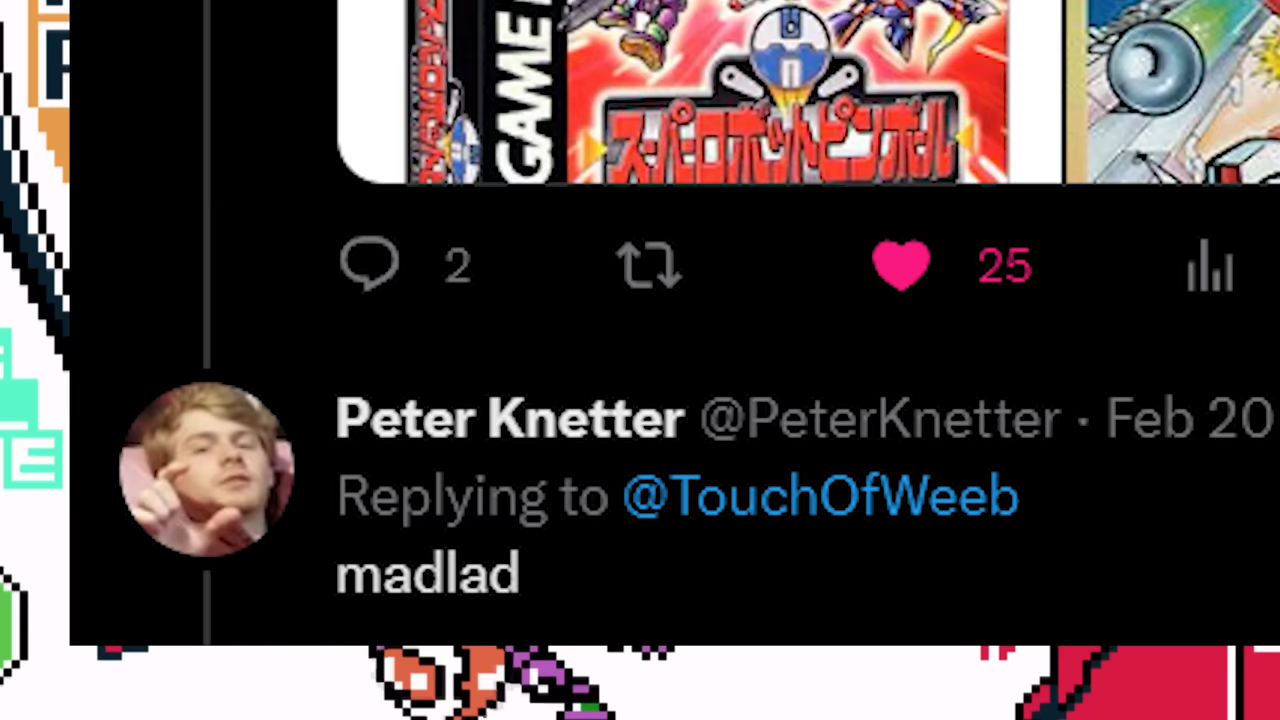 GAME
スーパーロボットピンボール
2
25
Peter Knetter @PeterKnetter · Feb 20
Replying to @TouchOfWeeb
madlad